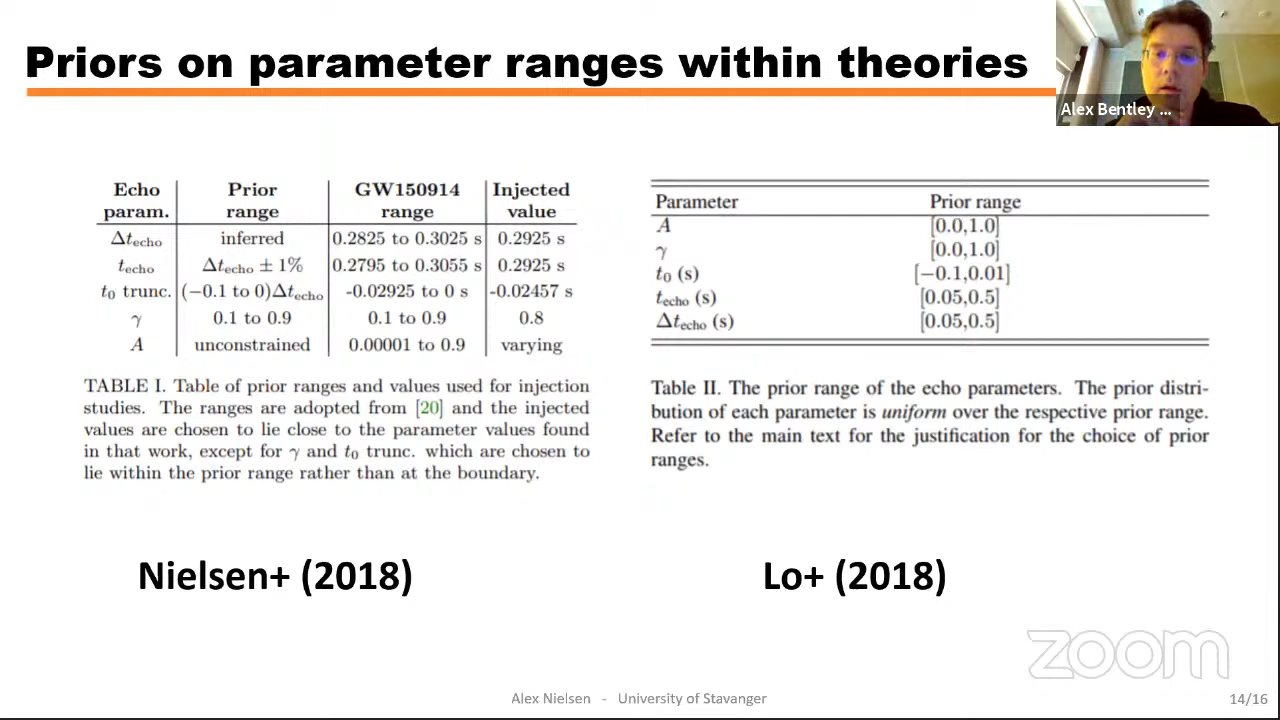 Priors on parameter ranges within theories
Alex Bentley ...
Echo param. Prior range GW150914 range Injected value
Δt_echo inferred 0.2825 to 0.3025 s 0.2925 s
t_echo Δt_echo ± 1% 0.2795 to 0.3055 s 0.2925 s
t_0 trunc. (−0.1 to 0)Δt_echo -0.02925 to 0 s -0.02457 s
γ 0.1 to 0.9 0.1 to 0.9 0.8
A unconstrained 0.00001 to 0.9 varying
TABLE I. Table of prior ranges and values used for injection
studies. The ranges are adopted from [20] and the injected
values are chosen to lie close to the parameter values found
in that work, except for γ and t_0 trunc. which are chosen to
lie within the prior range rather than at the boundary.
Parameter Prior range
A [0.0,1.0]
γ [0.0,1.0]
t_0 (s) [−0.1,0.01]
t_echo (s) [0.05,0.5]
Δt_echo (s) [0.05,0.5]
Table II. The prior range of the echo parameters. The prior distri-
bution of each parameter is uniform over the respective prior range.
Refer to the main text for the justification for the choice of prior
ranges.
Nielsen+ (2018)
Lo+ (2018)
zoom
Alex Nielsen - University of Stavanger
14/16